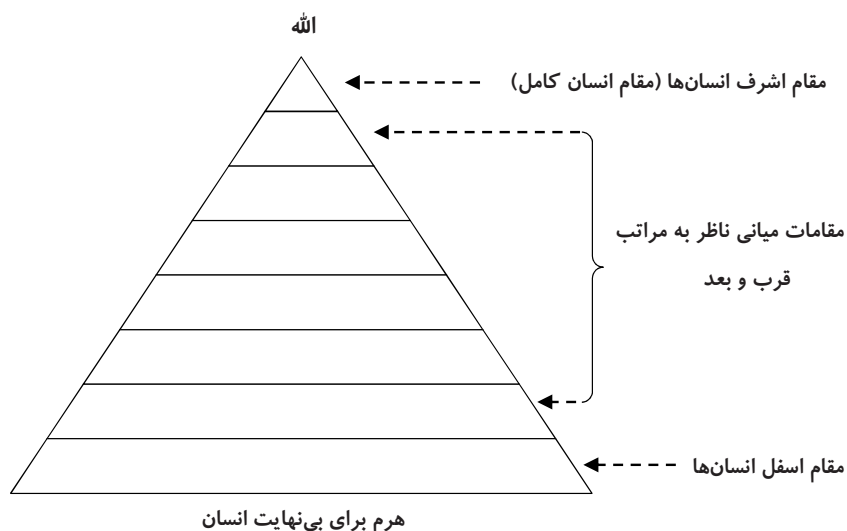 الله
مقام اشرف انسان‌ها (مقام انسان کامل)
مقامات میانی ناظر به مراتب
قرب و بعد
مقام اسفل انسان‌ها
هرم برای بی‌نهایت انسان